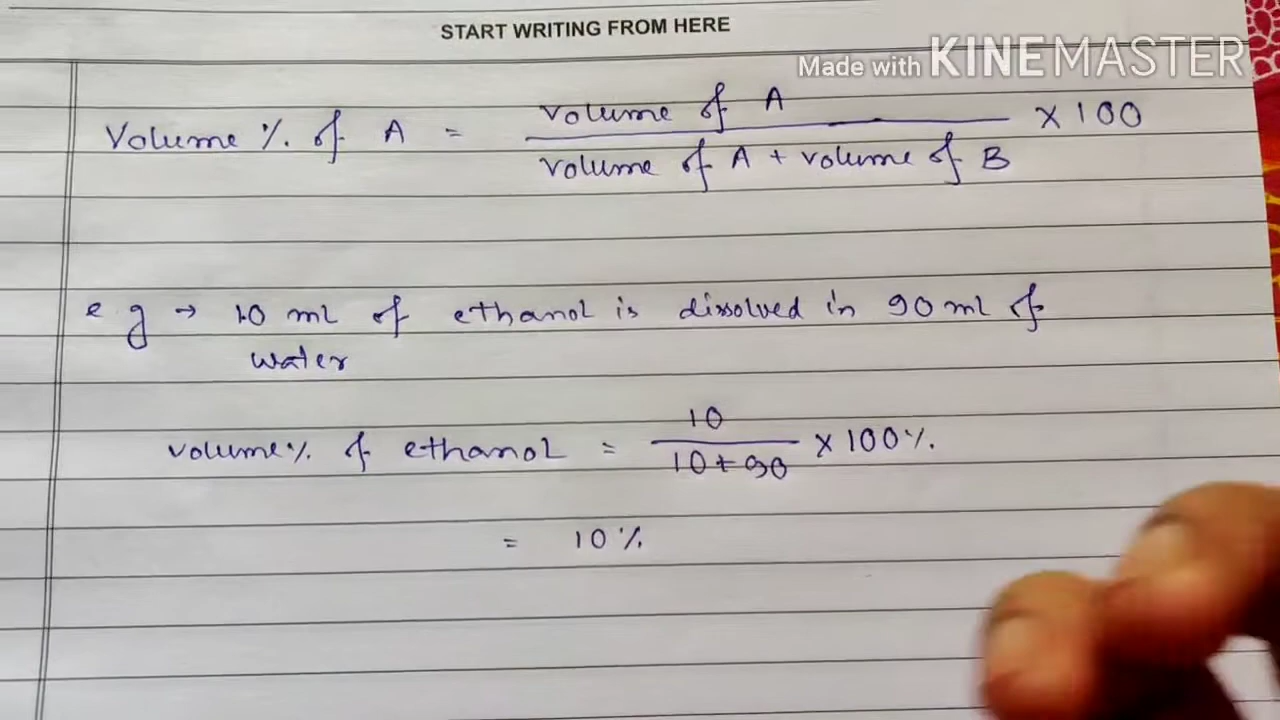 START WRITING FROM HERE
Made with KINEMASTER
Volume % of A = volume of A / volume of A + volume of B × 100
e g → 10 ml of ethanol is dissolved in 90 ml of
water
volume % of ethanol = 10 / 10 + 90 × 100 %
= 10 %